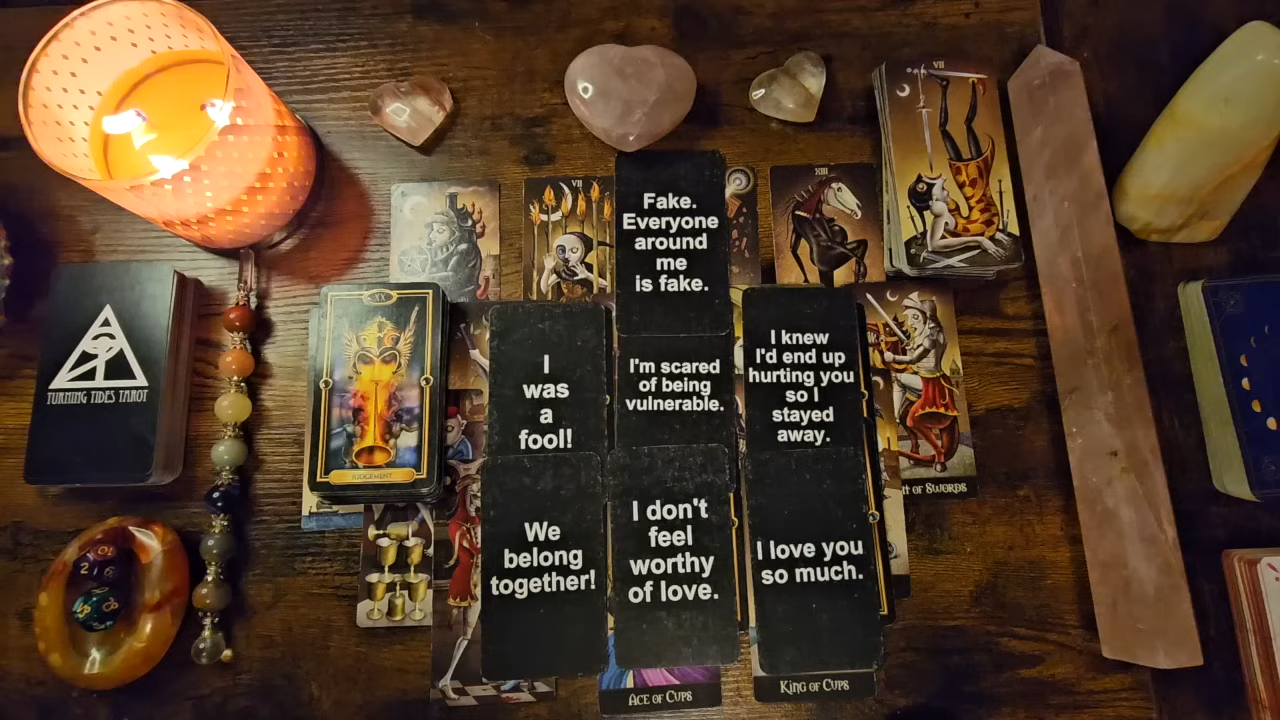 VII
Fake.
Everyone
around
me
is fake.
VII
XIII
XX
JUDGEMENT
TURNING TIDES TAROT
I
was
a
fool!
I'm scared
of being
vulnerable.
I knew
I'd end up
hurting you
so I
stayed
away.
OF SWORDS
We
belong
together!
I don't
feel
worthy
of love.
I love you
so much.
ACE OF CUPS
KING OF CUPS